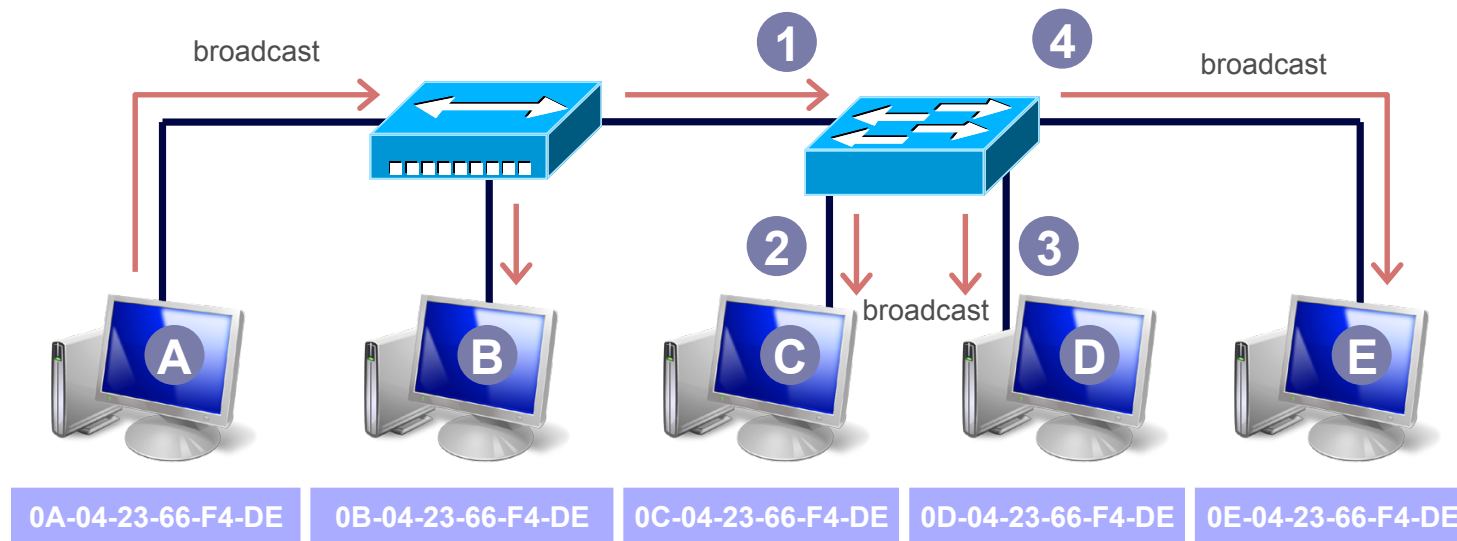 broadcast
1
4
broadcast
2
3
broadcast
A
B
C
D
E
0A-04-23-66-F4-DE
0B-04-23-66-F4-DE
0C-04-23-66-F4-DE
0D-04-23-66-F4-DE
0E-04-23-66-F4-DE